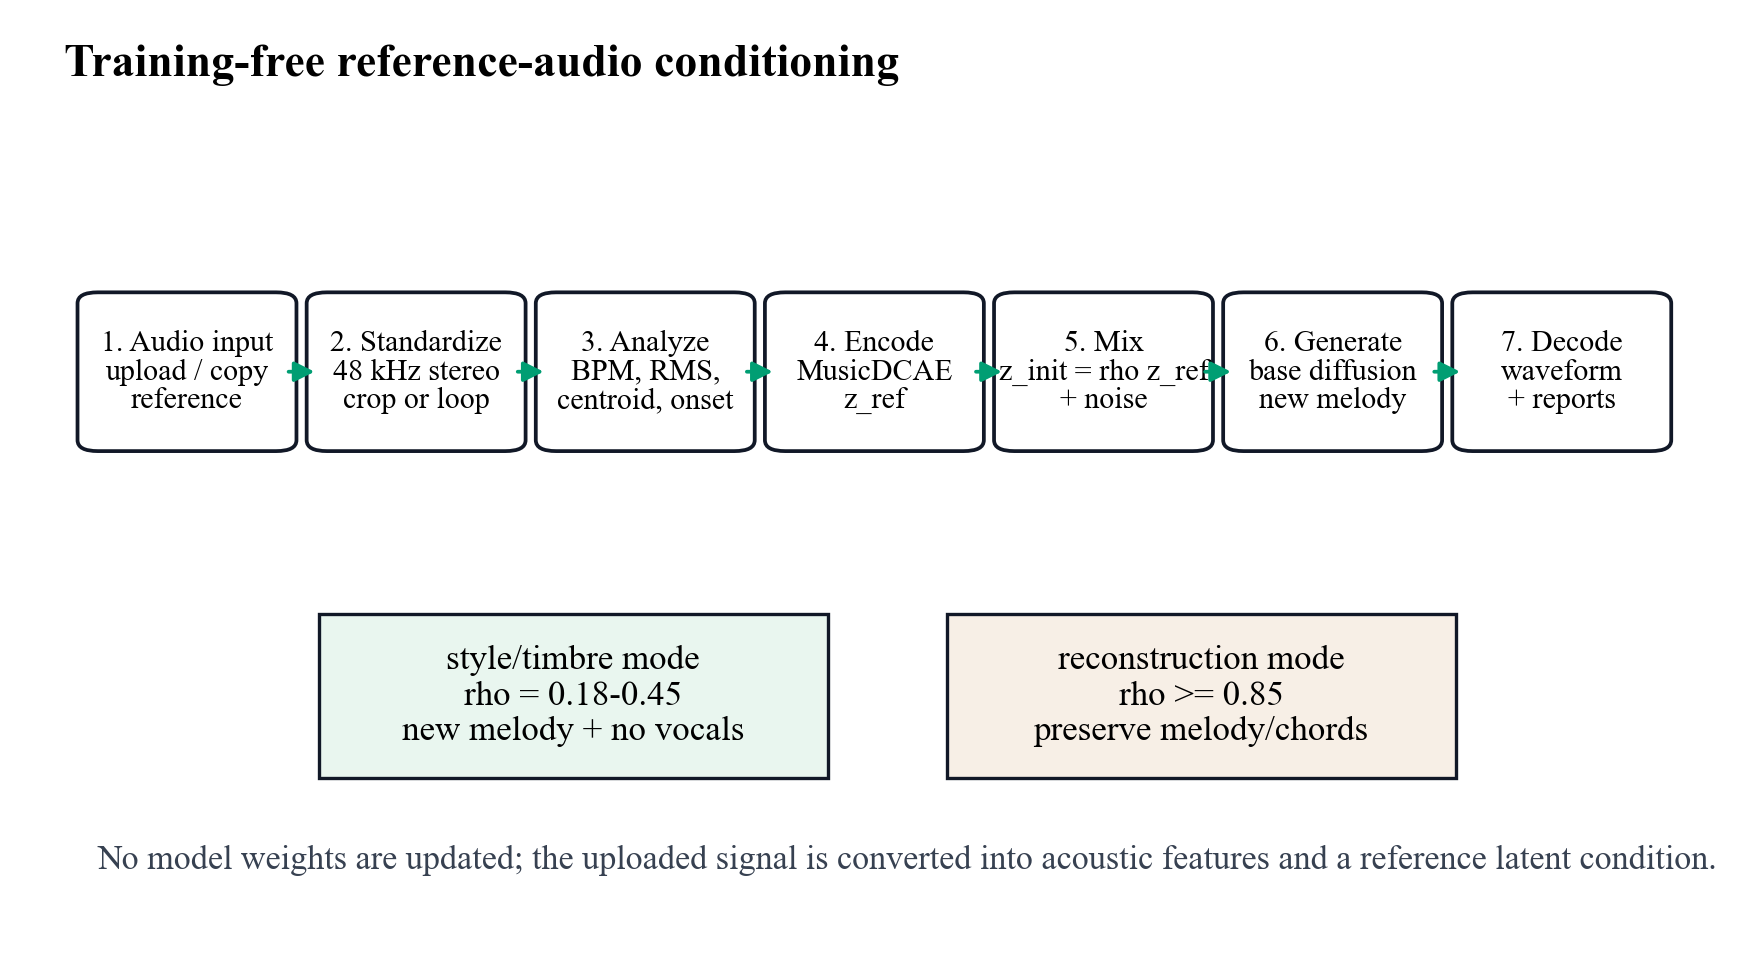 Training-free reference-audio conditioning
1. Audio input
upload / copy
reference
2. Standardize
48 kHz stereo
crop or loop
3. Analyze
BPM, RMS,
centroid, onset
4. Encode
MusicDCAE
z_ref
5. Mix
z_init = rho z_ref
+ noise
6. Generate
base diffusion
new melody
7. Decode
waveform
+ reports
style/timbre mode
rho = 0.18-0.45
new melody + no vocals
reconstruction mode
rho >= 0.85
preserve melody/chords
No model weights are updated; the uploaded signal is converted into acoustic features and a reference latent condition.